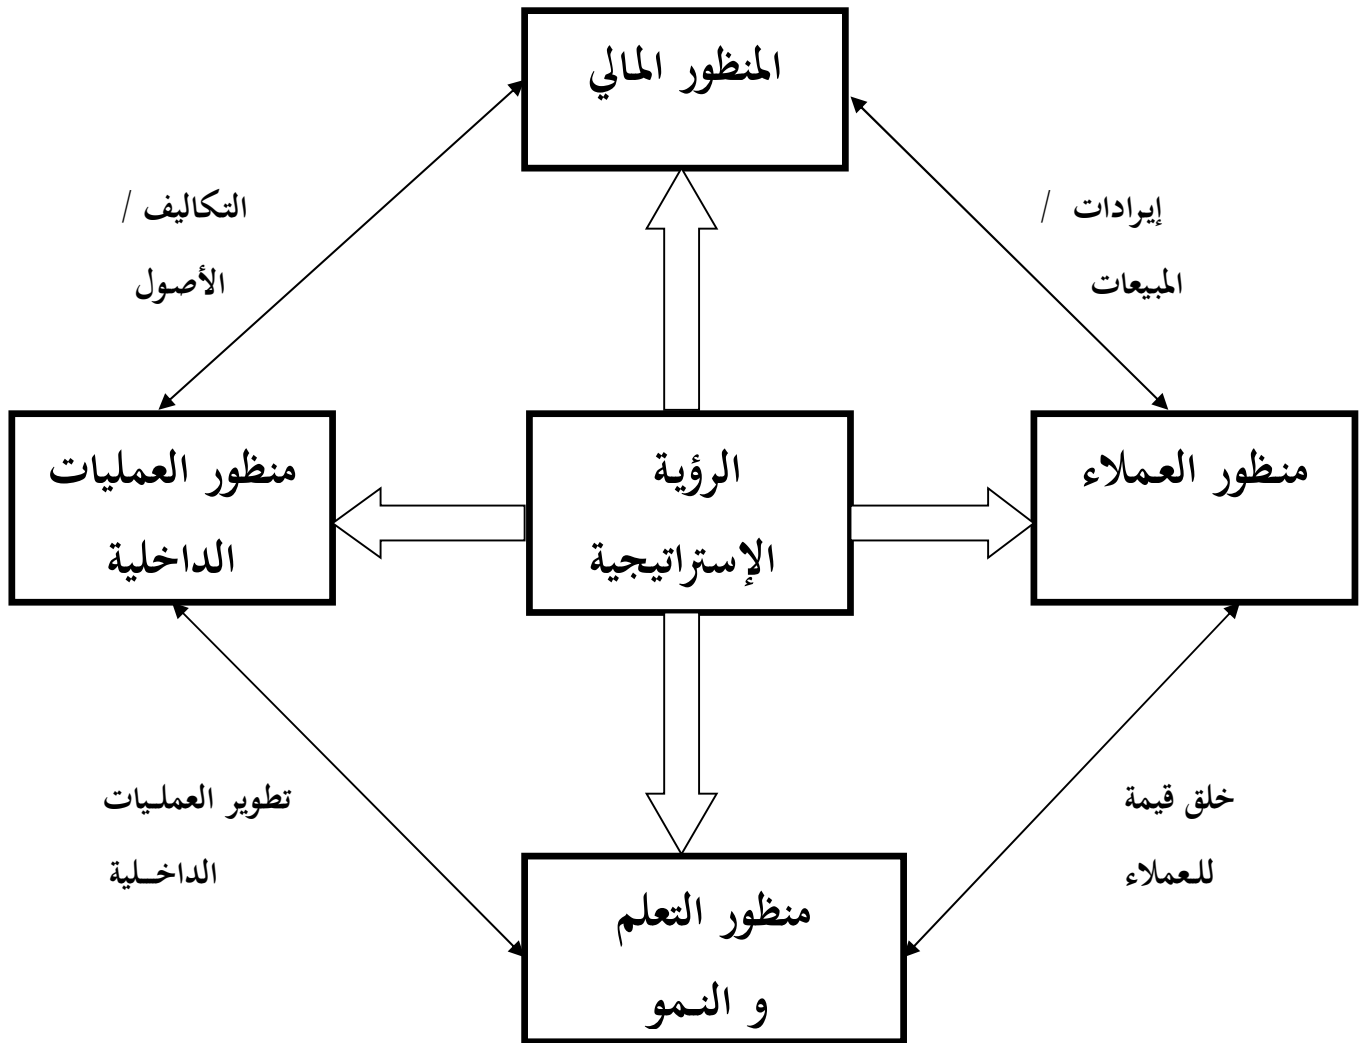 المنظور المالي
إيرادات /
المبيعات
التكاليف /
الأصول
منظور العملاء
الرؤية
الإستراتيجية
منظور العمليات
الداخلية
خلق قيمة
للعملاء
تطوير العمليات
الداخلية
منظور التعلم
و النمو